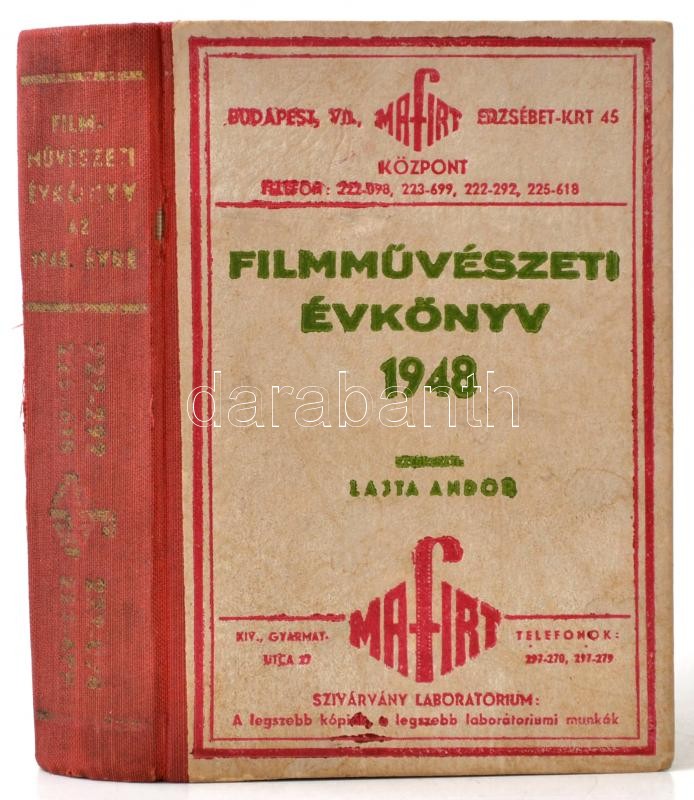 FILM-
MŰVÉSZETI
ÉVKÖNYV
AZ
1948. ÉVRE
BUDAPEST, VII., MAfIRT ERZSÉBET-KRT 45
KÖZPONT
TELEFON: 222-098, 223-699, 222-292, 225-618
FILMMŰVÉSZETI
ÉVKÖNYV
1948
darabanth
LAJTA ANDOR
MAfIRT
XIV., GYARMAT-
UTCA 27
TELEFONOK:
297-270, 297-279
SZIVÁRVÁNY LABORATÓRIUM:
A legszebb kópiák, a legszebb laboratóriumi munkák